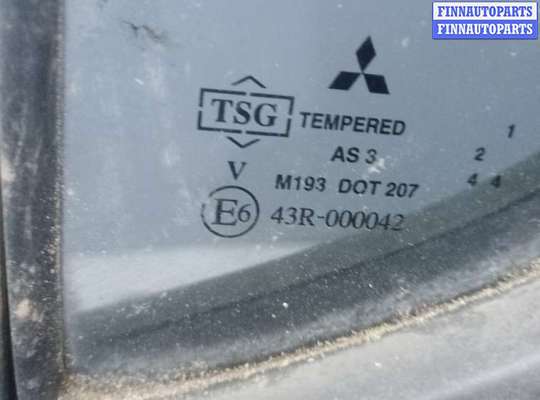 FINNAUTOPARTS
FINNAUTOPARTS
TSG TEMPERED
1
AS 3
2
V
M193 DOT 207
4 4
E6 43R-000042